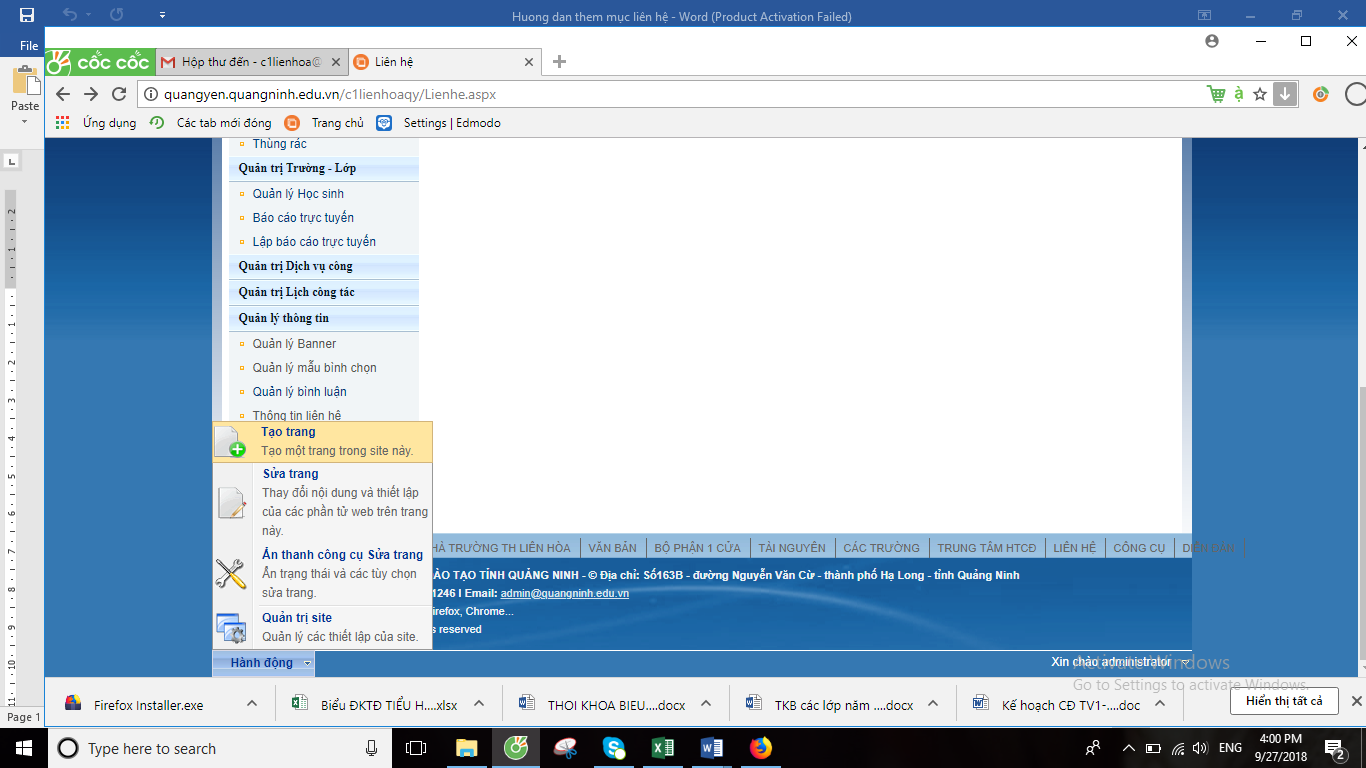 Huong dan them mục liên hệ - Word (Product Activation Failed)
File
Paste
cốc cốc
Hộp thư đến - c1lienhoa@
Liên hệ
quangyen.quangninh.edu.vn/c1lienhoaqy/Lienhe.aspx
Ứng dụng
Các tab mới đóng
Trang chủ
Settings | Edmodo
Thùng rác
Quản trị Trường - Lớp
Quản lý Học sinh
Báo cáo trực tuyến
Lập báo cáo trực tuyến
Quản trị Dịch vụ công
Quản trị Lịch công tác
Quản lý thông tin
Quản lý Banner
Quản lý mẫu bình chọn
Quản lý bình luận
Thông tin liên hệ
Tạo trang
Tạo một trang trong site này.
Sửa trang
Thay đổi nội dung và thiết lập
của các phần tử web trên trang
này.
Ẩn thanh công cụ Sửa trang
Ẩn trạng thái và các tùy chọn
sửa trang.
Quản trị site
Quản lý các thiết lập của site.
HÀ TRƯỜNG TH LIÊN HÒA
VĂN BẢN
BỘ PHẬN 1 CỬA
TÀI NGUYÊN
CÁC TRƯỜNG
TRUNG TÂM HTCĐ
LIÊN HỆ
CÔNG CỤ
DIỄN ĐÀN
ÀO TẠO TỈNH QUẢNG NINH - © Địa chỉ: Số163B - đường Nguyễn Văn Cừ - thành phố Hạ Long - tỉnh Quảng Ninh
1246 I Email: admin@quangninh.edu.vn
irefox, Chrome...
s reserved
Hành động
Xin chào administrator
Activate Windows
Go to Settings to activate Windows.
Firefox Installer.exe
Biểu ĐKTĐ TIỂU H....xlsx
THOI KHOA BIEU....docx
TKB các lớp năm ....docx
Kế hoạch CĐ TV1-....doc
Hiển thị tất cả
Page 1
Type here to search
ENG
4:00 PM
9/27/2018
2